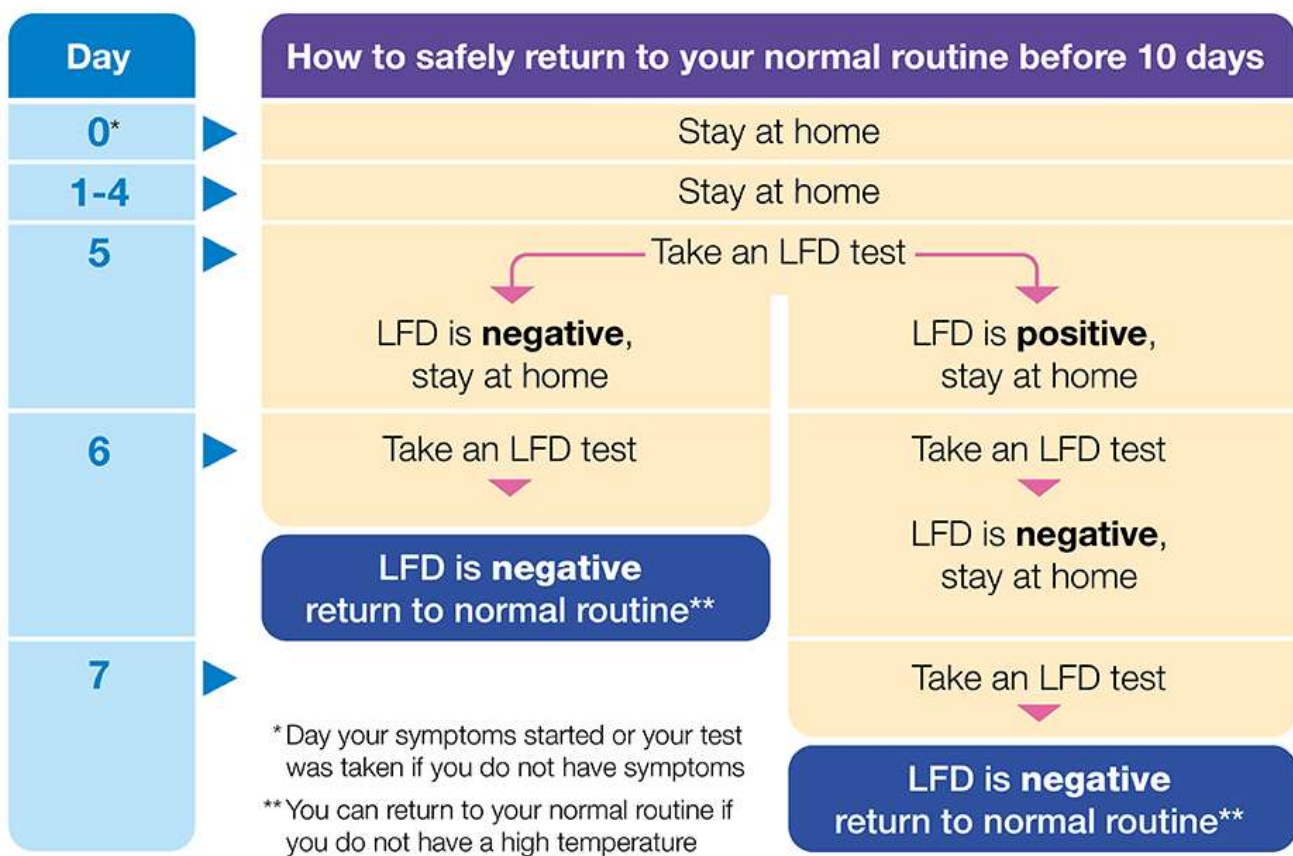 Day
How to safely return to your normal routine before 10 days
0*
Stay at home
1-4
Stay at home
5
Take an LFD test
LFD is negative,
stay at home
LFD is positive,
stay at home
6
Take an LFD test
LFD is negative
return to normal routine**
Take an LFD test
LFD is negative,
stay at home
7
Take an LFD test
LFD is negative
return to normal routine**
* Day your symptoms started or your test
was taken if you do not have symptoms
** You can return to your normal routine if
you do not have a high temperature